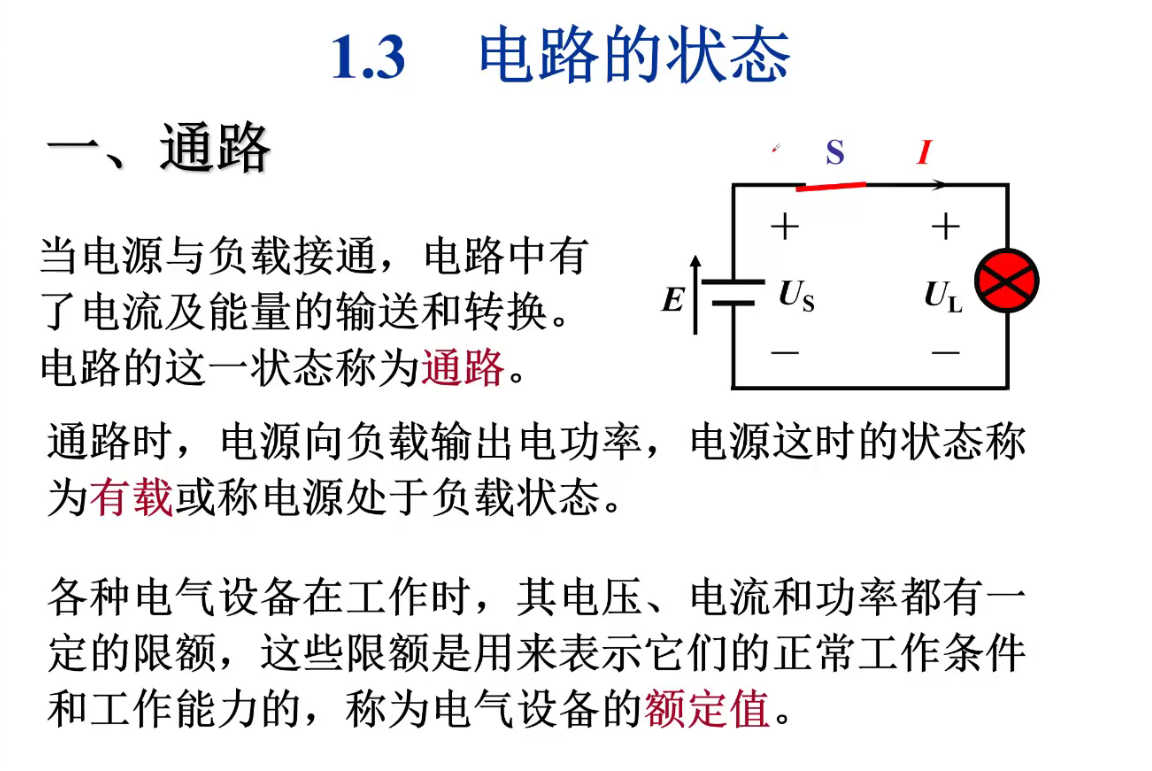 1.3 电路的状态
一、通路
S I
+ +
E US UL
— —
当电源与负载接通，电路中有
了电流及能量的输送和转换。
电路的这一状态称为通路。
通路时，电源向负载输出电功率，电源这时的状态称
为有载或称电源处于负载状态。
各种电气设备在工作时，其电压、电流和功率都有一
定的限额，这些限额是用来表示它们的正常工作条件
和工作能力的，称为电气设备的额定值。